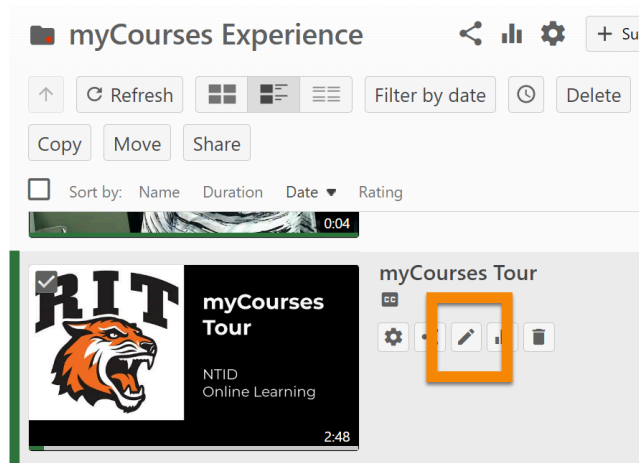 myCourses Experience
+ Su
Refresh Filter by date Delete
Copy Move Share
Sort by: Name Duration Date Rating
0:04
myCourses Tour
CC
RIT
myCourses
Tour
NTID
Online Learning
2:48